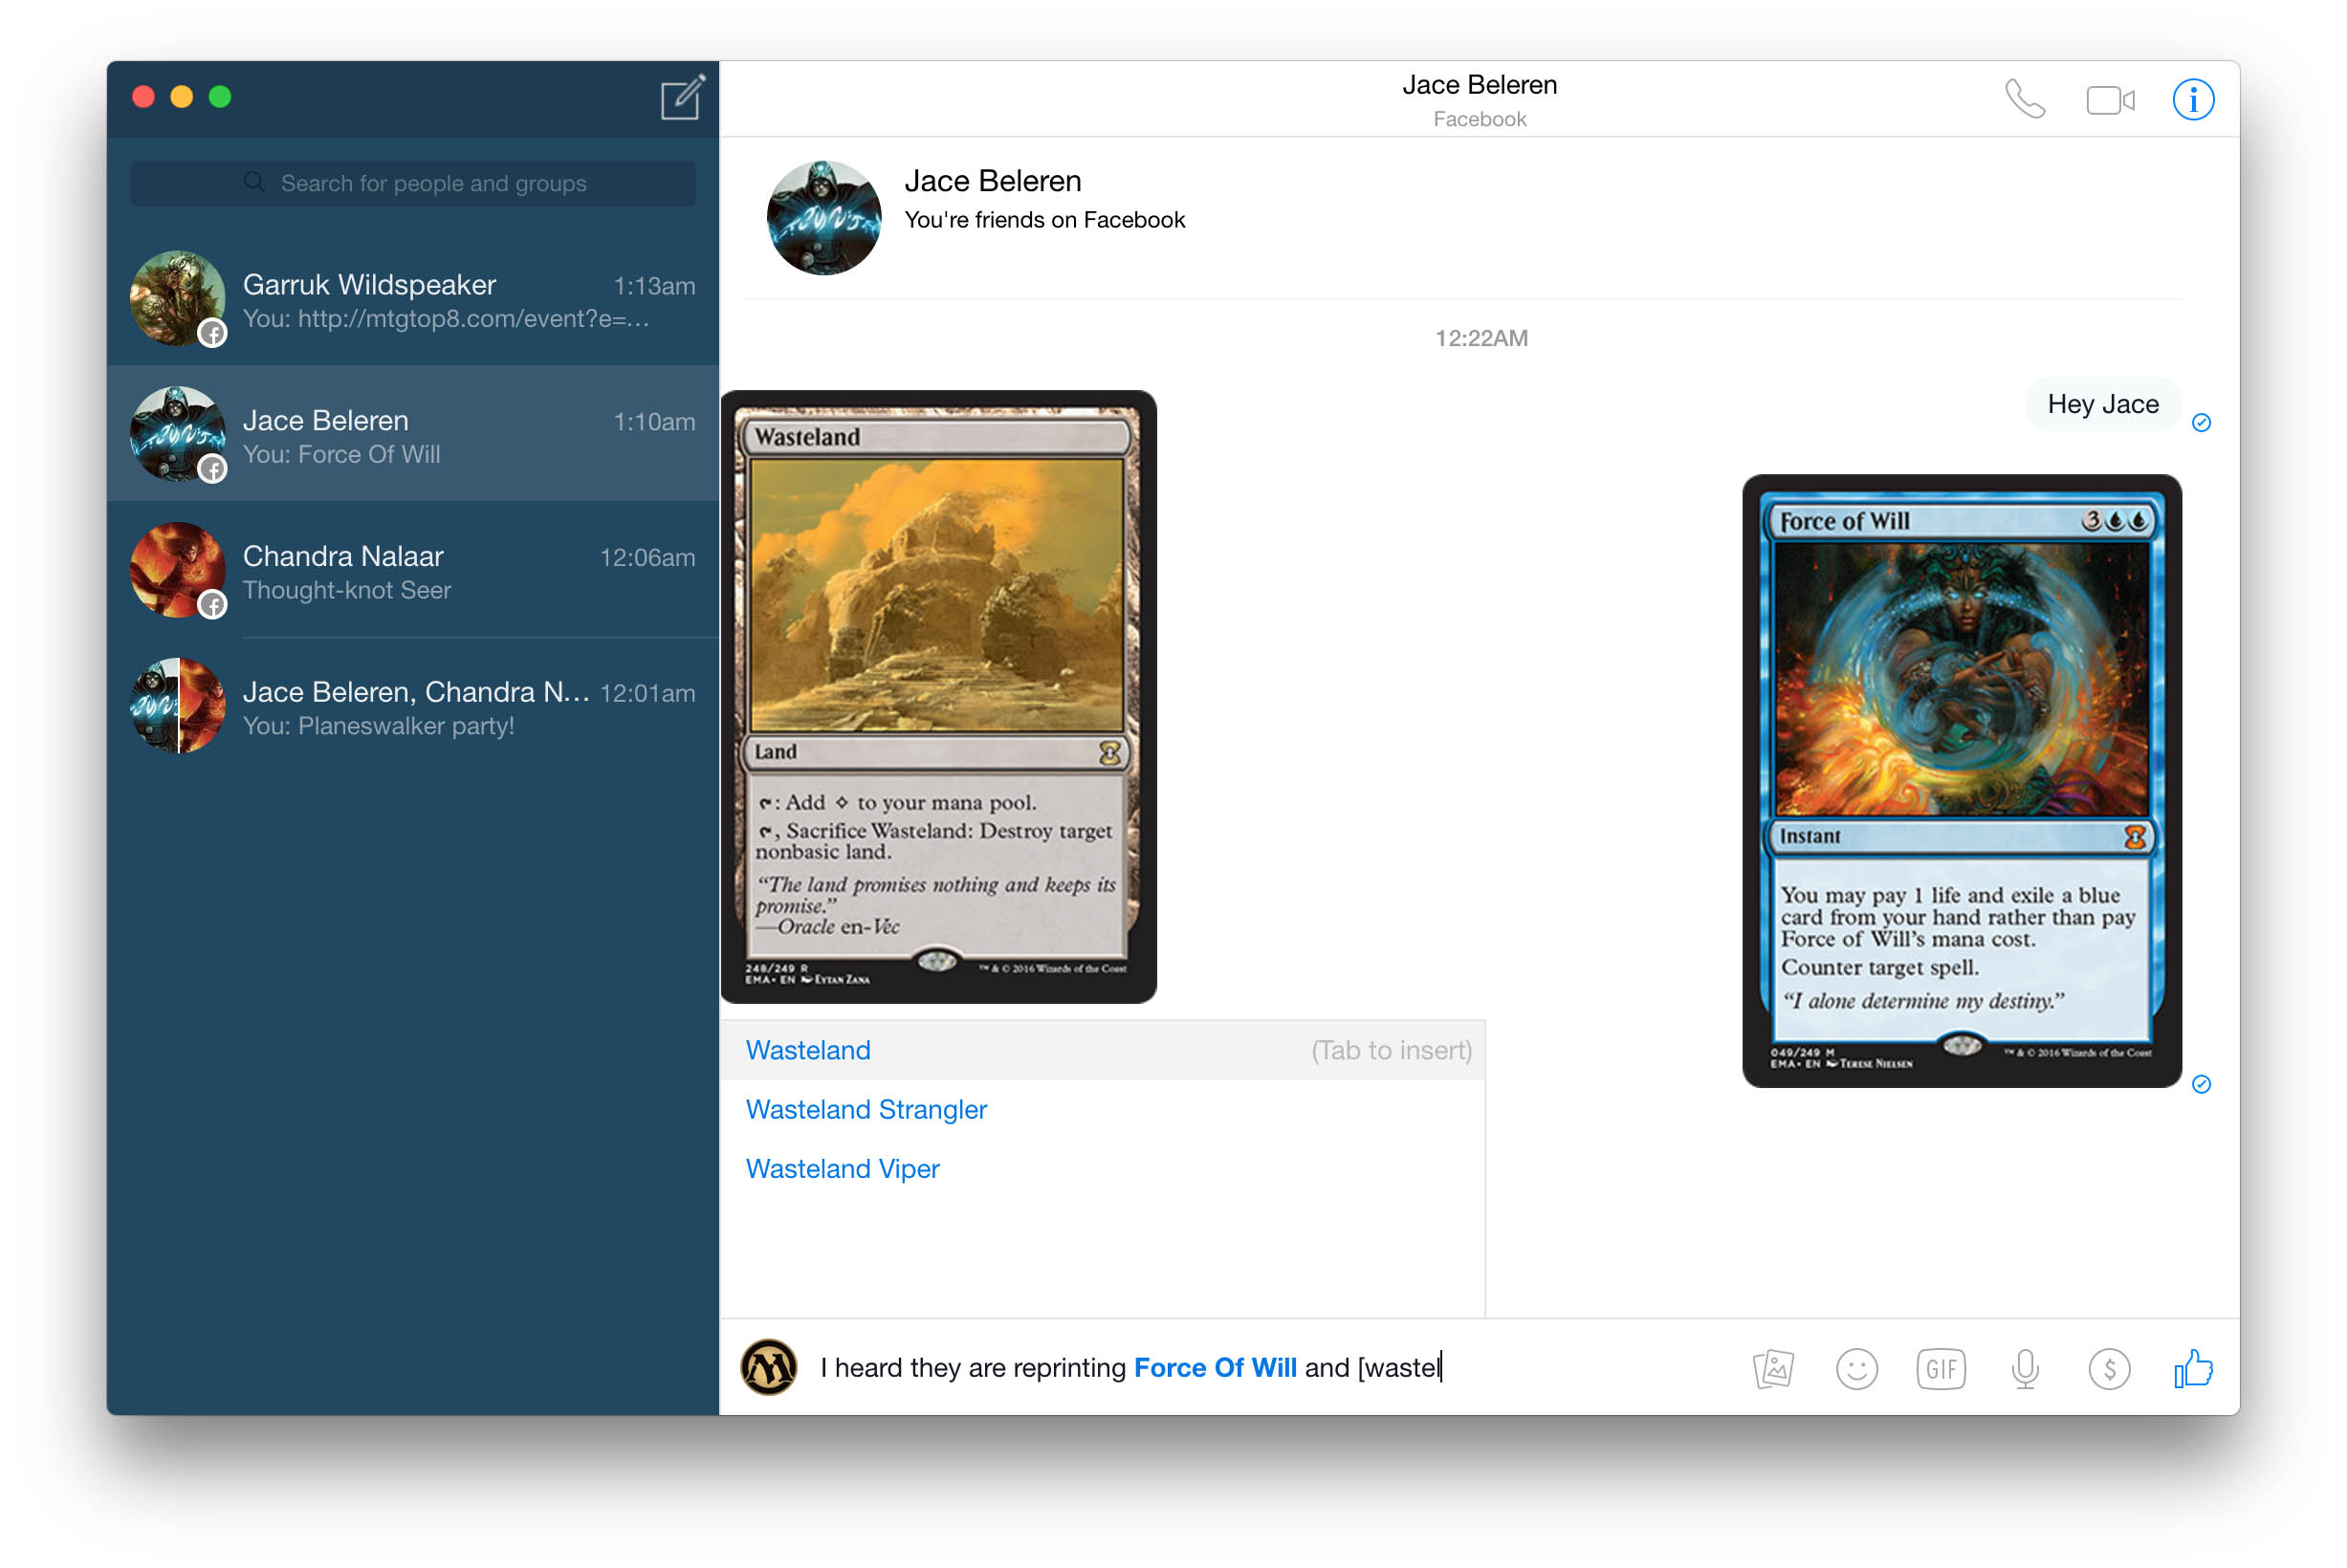 Search for people and groups
Garruk Wildspeaker 1:13am
You: http://mtgtop8.com/event?e=...
Jace Beleren 1:10am
You: Force Of Will
Chandra Nalaar 12:06am
Thought-knot Seer
Jace Beleren, Chandra N... 12:01am
You: Planeswalker party!
Jace Beleren
Facebook
Jace Beleren
You're friends on Facebook
12:22AM
Hey Jace
Wasteland
Land
: Add to your mana pool.
, Sacrifice Wasteland: Destroy target
nonbasic land.
“The land promises nothing and keeps its
promise.”
—Oracle en-Vec
248/249 R
EMA • EN EYTAN ZANA
™ & © 2016 Wizards of the Coast
Force of Will 3
Instant
You may pay 1 life and exile a blue
card from your hand rather than pay
Force of Will’s mana cost.
Counter target spell.
“I alone determine my destiny.”
049/249 M
EMA • EN TERESE NIELSEN
™ & © 2016 Wizards of the Coast
Wasteland (Tab to insert)
Wasteland Strangler
Wasteland Viper
M
I heard they are reprinting Force Of Will and [wastel
GIF
$